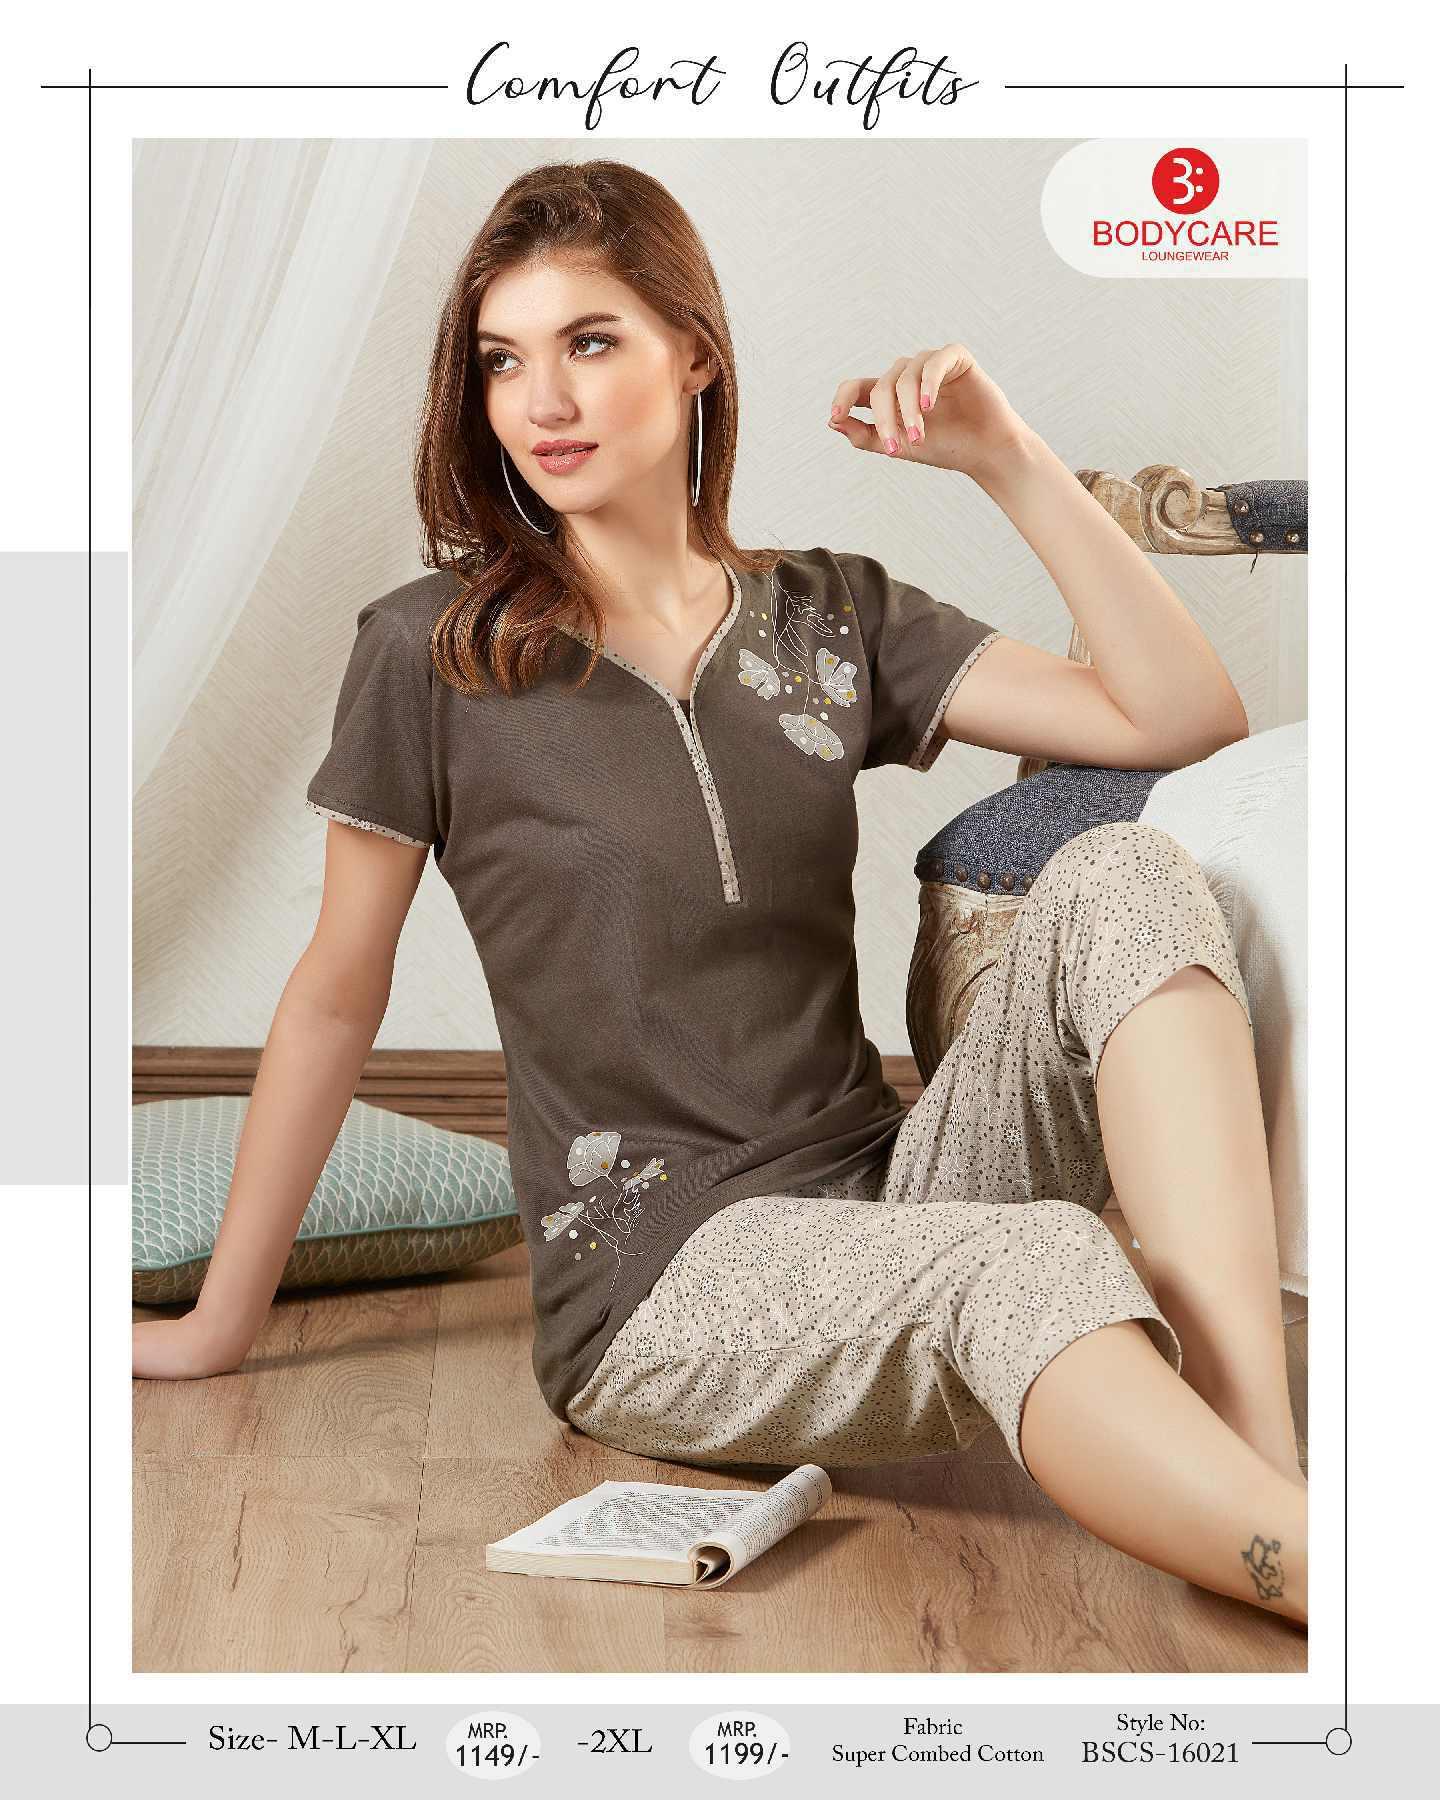 Comfort Outfits
BODYCARE
LOUNGEWEAR
Size- M-L-XL
MRP.
1149/-
-2XL
MRP.
1199/-
Fabric
Super Combed Cotton
Style No:
BSCS-16021